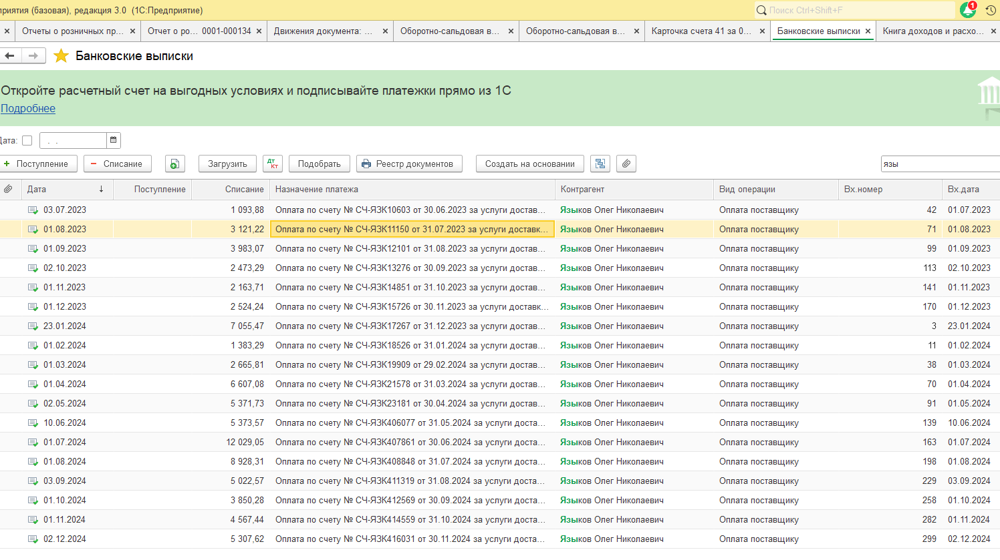 приятия (базовая), редакция 3.0 (1С:Предприятие)
Поиск Ctrl+Shift+F
1
Отчеты о розничных пр...
Отчет о ро... 0001-000134
Движения документа: ...
Оборотно-сальдовая в...
Оборотно-сальдовая в...
Карточка счета 41 за 0...
Банковские выписки
Книга доходов и расхо...
Банковские выписки
Откройте расчетный счет на выгодных условиях и подписывайте платежки прямо из 1С
Подробнее
Дата: . .
+ Поступление − Списание Загрузить Дт Кт Подобрать Реестр документов Создать на основании язы
Дата ↓ Поступление Списание Назначение платежа Контрагент Вид операции Вх.номер Вх.дата
03.07.2023 1 093,88 Оплата по счету № СЧ-ЯЗК10603 от 30.06.2023 за услуги достав... Языков Олег Николаевич Оплата поставщику 42 01.07.2023
01.08.2023 3 121,22 Оплата по счету № СЧ-ЯЗК11150 от 31.07.2023 за услуги доставк... Языков Олег Николаевич Оплата поставщику 71 01.08.2023
01.09.2023 3 983,07 Оплата по счету № СЧ-ЯЗК12101 от 31.08.2023 за услуги достав... Языков Олег Николаевич Оплата поставщику 99 01.09.2023
02.10.2023 2 473,29 Оплата по счету № СЧ-ЯЗК13276 от 30.09.2023 за услуги достав... Языков Олег Николаевич Оплата поставщику 113 02.10.2023
01.11.2023 2 163,71 Оплата по счету № СЧ-ЯЗК14851 от 31.10.2023 за услуги достав... Языков Олег Николаевич Оплата поставщику 141 01.11.2023
01.12.2023 2 524,24 Оплата по счету № СЧ-ЯЗК15726 от 30.11.2023 за услуги доставк... Языков Олег Николаевич Оплата поставщику 170 01.12.2023
23.01.2024 7 055,47 Оплата по счету № СЧ-ЯЗК17267 от 31.12.2023 за услуги достав... Языков Олег Николаевич Оплата поставщику 3 23.01.2024
01.02.2024 1 383,29 Оплата по счету № СЧ-ЯЗК18526 от 31.01.2024 за услуги достав... Языков Олег Николаевич Оплата поставщику 11 01.02.2024
01.03.2024 2 665,81 Оплата по счету № СЧ-ЯЗК19909 от 29.02.2024 за услуги достав... Языков Олег Николаевич Оплата поставщику 38 01.03.2024
01.04.2024 6 607,08 Оплата по счету № СЧ-ЯЗК21578 от 31.03.2024 за услуги достав... Языков Олег Николаевич Оплата поставщику 70 01.04.2024
02.05.2024 5 371,73 Оплата по счету № СЧ-ЯЗК23181 от 30.04.2024 за услуги достав... Языков Олег Николаевич Оплата поставщику 91 01.05.2024
10.06.2024 5 373,57 Оплата по счету № СЧ-ЯЗК406077 от 31.05.2024 за услуги доста... Языков Олег Николаевич Оплата поставщику 139 10.06.2024
01.07.2024 12 029,05 Оплата по счету № СЧ-ЯЗК407861 от 30.06.2024 за услуги доста... Языков Олег Николаевич Оплата поставщику 163 01.07.2024
01.08.2024 8 928,31 Оплата по счету № СЧ-ЯЗК408848 от 31.07.2024 за услуги доста... Языков Олег Николаевич Оплата поставщику 198 01.08.2024
03.09.2024 5 022,57 Оплата по счету № СЧ-ЯЗК411319 от 31.08.2024 за услуги доста... Языков Олег Николаевич Оплата поставщику 229 03.09.2024
01.10.2024 3 850,28 Оплата по счету № СЧ-ЯЗК412569 от 30.09.2024 за услуги доста... Языков Олег Николаевич Оплата поставщику 258 01.10.2024
01.11.2024 4 567,44 Оплата по счету № СЧ-ЯЗК414559 от 31.10.2024 за услуги доста... Языков Олег Николаевич Оплата поставщику 282 01.11.2024
02.12.2024 5 307,62 Оплата по счету № СЧ-ЯЗК416031 от 30.11.2024 за услуги доста... Языков Олег Николаевич Оплата поставщику 299 02.12.2024